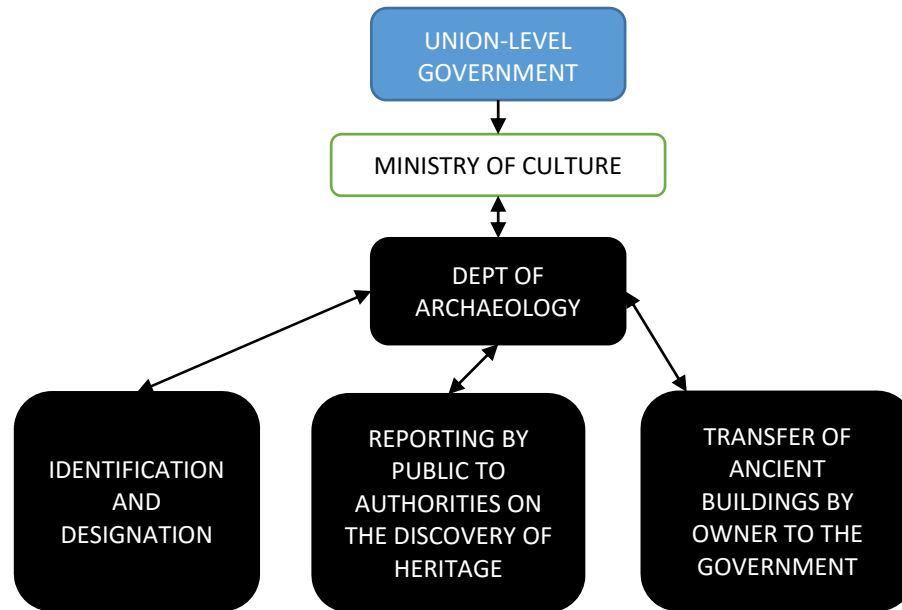 UNION-LEVEL
GOVERNMENT
MINISTRY OF CULTURE
DEPT OF
ARCHAEOLOGY
IDENTIFICATION
AND
DESIGNATION
REPORTING BY
PUBLIC TO
AUTHORITIES ON
THE DISCOVERY OF
HERITAGE
TRANSFER OF
ANCIENT
BUILDINGS BY
OWNER TO THE
GOVERNMENT